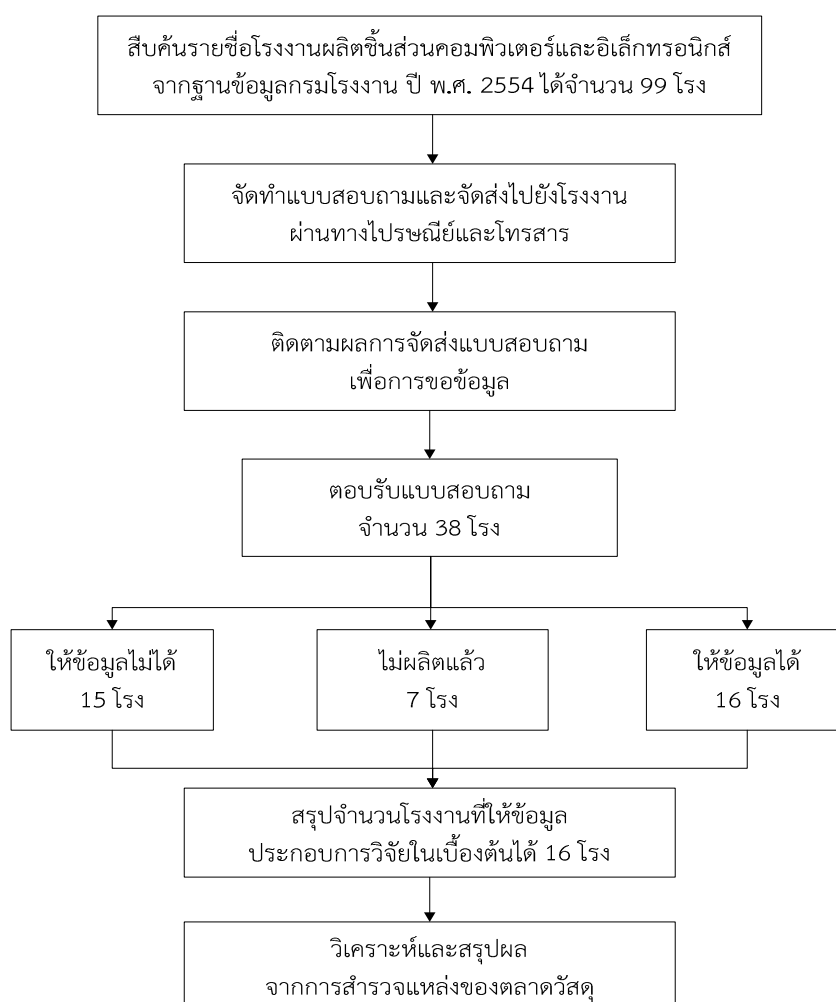 สืบค้นรายชื่อโรงงานผลิตชิ้นส่วนคอมพิวเตอร์และอิเล็กทรอนิกส์
จากฐานข้อมูลกรมโรงงาน ปี พ.ศ. 2554 ได้จำนวน 99 โรง
จัดทำแบบสอบถามและจัดส่งไปยังโรงงาน
ผ่านทางไปรษณีย์และโทรสาร
ติดตามผลการจัดส่งแบบสอบถาม
เพื่อการขอข้อมูล
ตอบรับแบบสอบถาม
จำนวน 38 โรง
ให้ข้อมูลไม่ได้
15 โรง
ไม่ผลิตแล้ว
7 โรง
ให้ข้อมูลได้
16 โรง
สรุปจำนวนโรงงานที่ให้ข้อมูล
ประกอบการวิจัยในเบื้องต้นได้ 16 โรง
วิเคราะห์และสรุปผล
จากการสำรวจแหล่งของตลาดวัสดุ